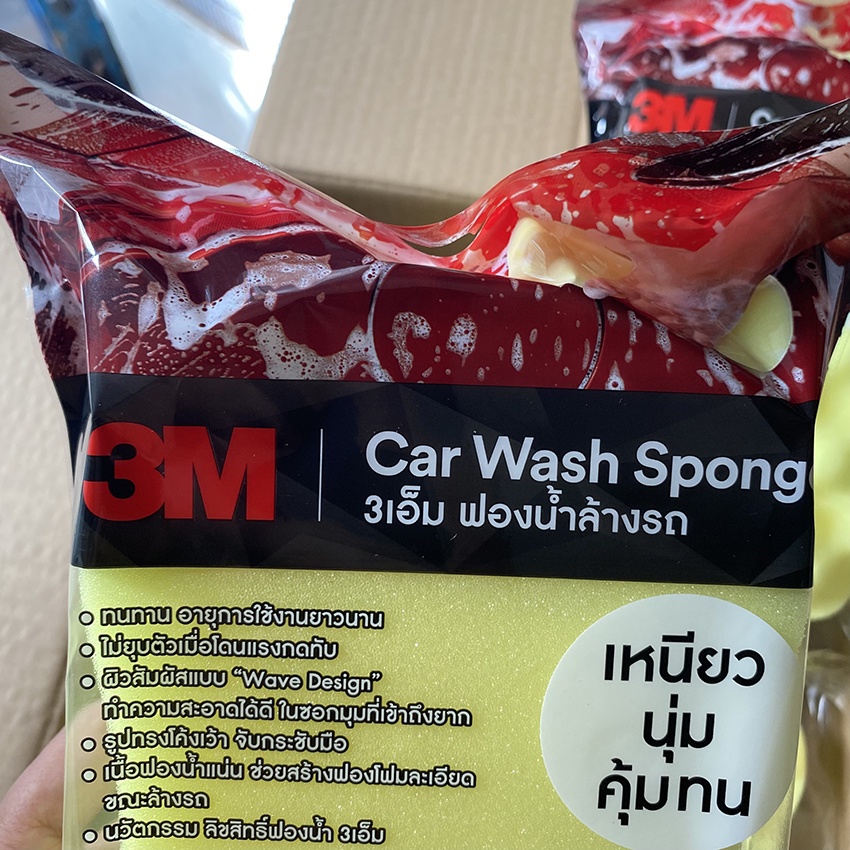 3M
3M
Car Wash Sponge
3เอ็ม ฟองน้ำล้างรถ
• ทนทาน อายุการใช้งานยาวนาน
• ไม่ยุบตัวเมื่อโดนแรงกดทับ
• ผิวสัมผัสแบบ "Wave Design"
ทำความสะอาดได้ดี ในซอกมุมที่เข้าถึงยาก
• รูปทรงโค้งเว้า จับกระชับมือ
• เนื้อฟองน้ำแน่น ช่วยสร้างฟองโฟมละเอียด
ขณะล้างรถ
• นวัตกรรม ลิขสิทธิ์ฟองน้ำ 3เอ็ม
เหนียว
นุ่ม
คุ้มทน